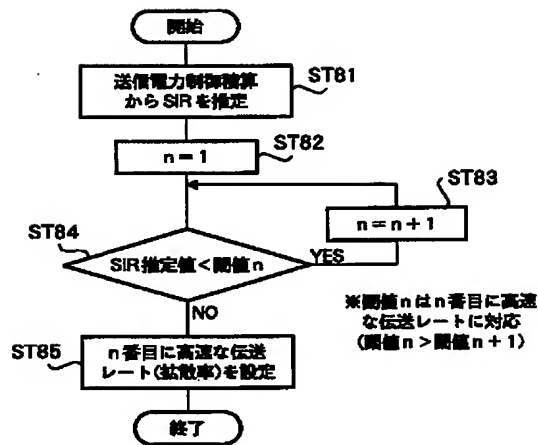 開始
送信電力制御積算
からSIRを推定
ST81
n=1
ST82
ST83
n=n+1
ST84
SIR推定値<閾値n
YES
NO
※閾値nはn番目に高速
な伝送レートに対応
(閾値n>閾値n+1)
ST85
n番目に高速な伝送
レート(拡散率)を設定
終了